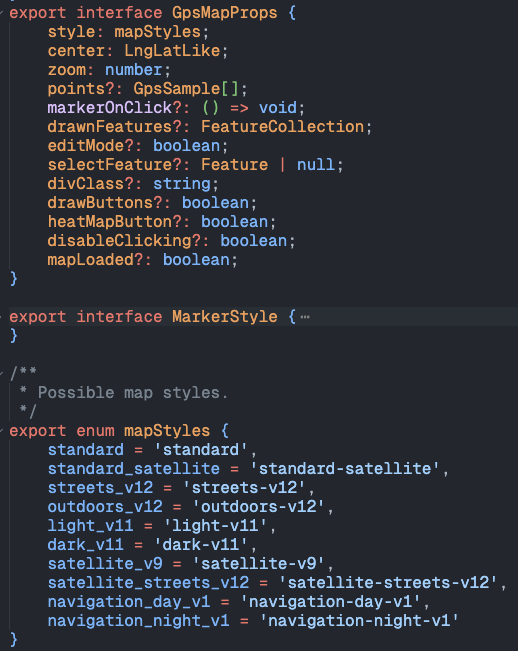 export interface GpsMapProps {
    style: mapStyles;
    center: LngLatLike;
    zoom: number;
    points?: GpsSample[];
    markerOnClick?: () => void;
    drawnFeatures?: FeatureCollection;
    editMode?: boolean;
    selectFeature?: Feature | null;
    divClass?: string;
    drawButtons?: boolean;
    heatMapButton?: boolean;
    disableClicking?: boolean;
    mapLoaded?: boolean;
}
export interface MarkerStyle { ⋯
}
/**
 * Possible map styles.
 */
export enum mapStyles {
    standard = 'standard',
    standard_satellite = 'standard-satellite',
    streets_v12 = 'streets-v12',
    outdoors_v12 = 'outdoors-v12',
    light_v11 = 'light-v11',
    dark_v11 = 'dark-v11',
    satellite_v9 = 'satellite-v9',
    satellite_streets_v12 = 'satellite-streets-v12',
    navigation_day_v1 = 'navigation-day-v1',
    navigation_night_v1 = 'navigation-night-v1'
}